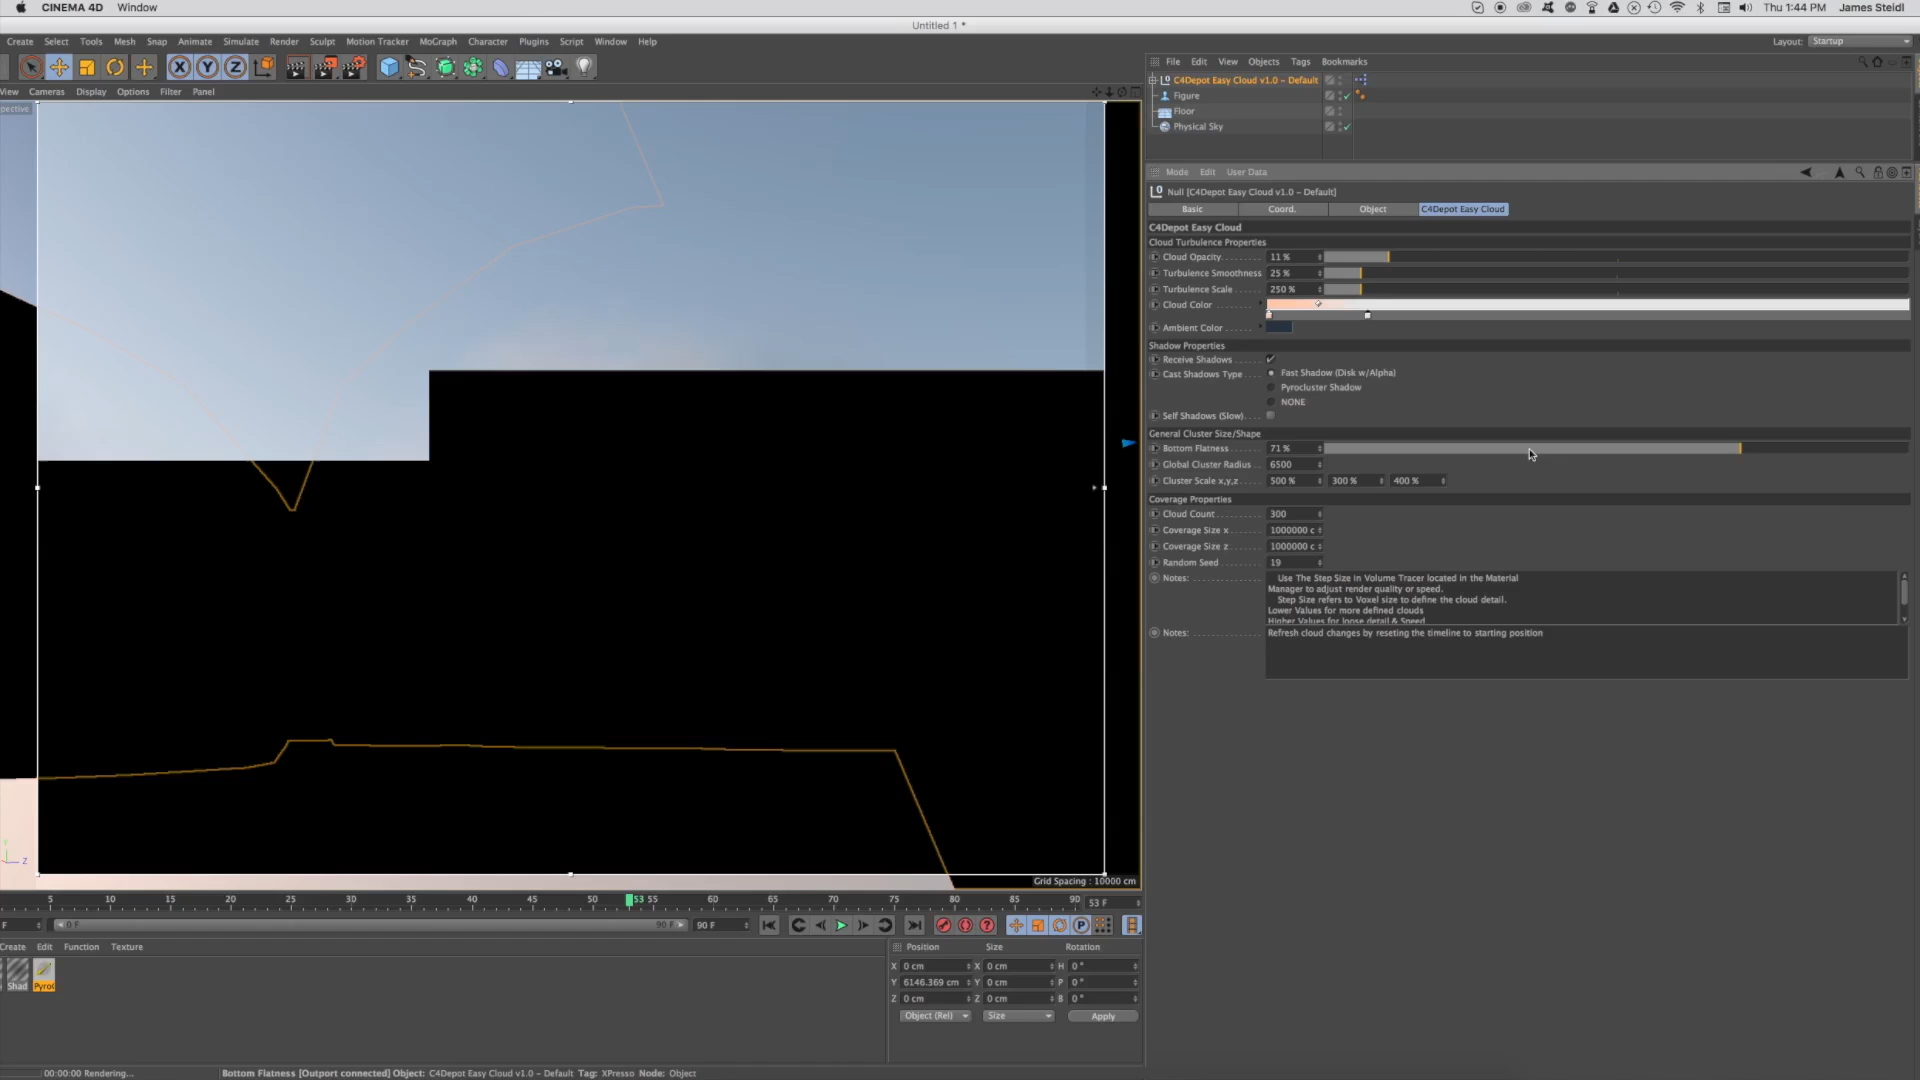 CINEMA 4D Window
Thu 1:44 PM James Steidl
Untitled 1 *
Create Select Tools Mesh Snap Animate Simulate Render Sculpt Motion Tracker MoGraph Character Plugins Script Window Help
Layout: Startup
X Y Z
View Cameras Display Options Filter Panel
File Edit View Objects Tags Bookmarks
C4Depot Easy Cloud v1.0 - Default
Figure
Floor
Physical Sky
Mode Edit User Data
Null [C4Depot Easy Cloud v1.0 - Default]
Basic Coord. Object C4Depot Easy Cloud
C4Depot Easy Cloud
Cloud Turbulence Properties
Cloud Opacity 11 %
Turbulence Smoothness 25 %
Turbulence Scale 250 %
Cloud Color
Ambient Color
Shadow Properties
Receive Shadows
Cast Shadows Type Fast Shadow (Disk w/Alpha)
Pyrocluster Shadow
NONE
Self Shadows (Slow)
General Cluster Size/Shape
Bottom Flatness 71 %
Global Cluster Radius 6500
Cluster Scale x,y,z 500 % 300 % 400 %
Coverage Properties
Cloud Count 300
Coverage Size x 1000000 c
Coverage Size z 1000000 c
Random Seed 19
Notes: Use The Step Size in Volume Tracer located in the Material
Manager to adjust render quality or speed.
Step Size refers to Voxel size to define the cloud detail.
Lower Values for more defined clouds
Higher Values for loose detail & Speed
Notes: Refresh cloud changes by reseting the timeline to starting position
pective
Y
Z
Grid Spacing : 10000 cm
5 10 15 20 25 30 35 40 45 50 53 55 60 65 70 75 80 85 90 53 F
F 0 F 90 F 90 F
Create Edit Function Texture
Position Size Rotation
Shad PyroC
X 0 cm X 0 cm H 0 °
Y 6146.369 cm Y 0 cm P 0 °
Z 0 cm Z 0 cm B 0 °
Object (Rel) Size Apply
00:00:00 Rendering... Bottom Flatness [Outport connected] Object: C4Depot Easy Cloud v1.0 - Default Tag: XPresso Node: Object